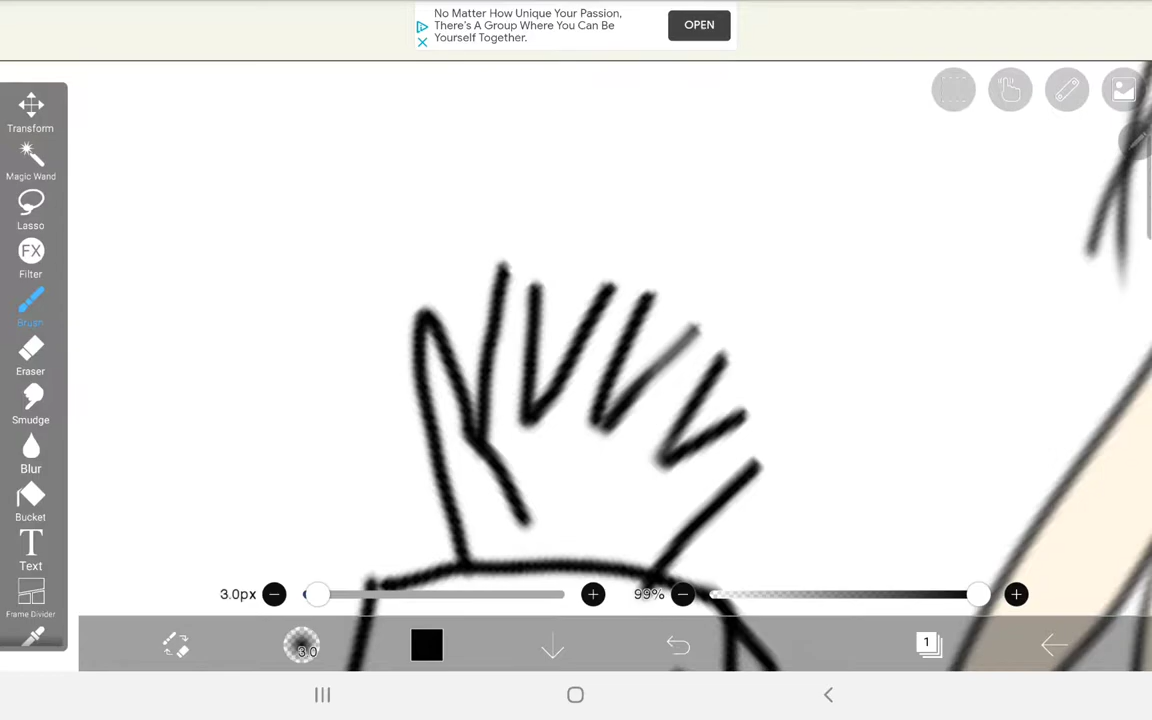 No Matter How Unique Your Passion,
There's A Group Where You Can Be
Yourself Together.
OPEN
Transform
Magic Wand
Lasso
FX
Filter
Brush
Eraser
Smudge
Blur
Bucket
T
Text
Frame Divider
3.0px
99%
3.0
1